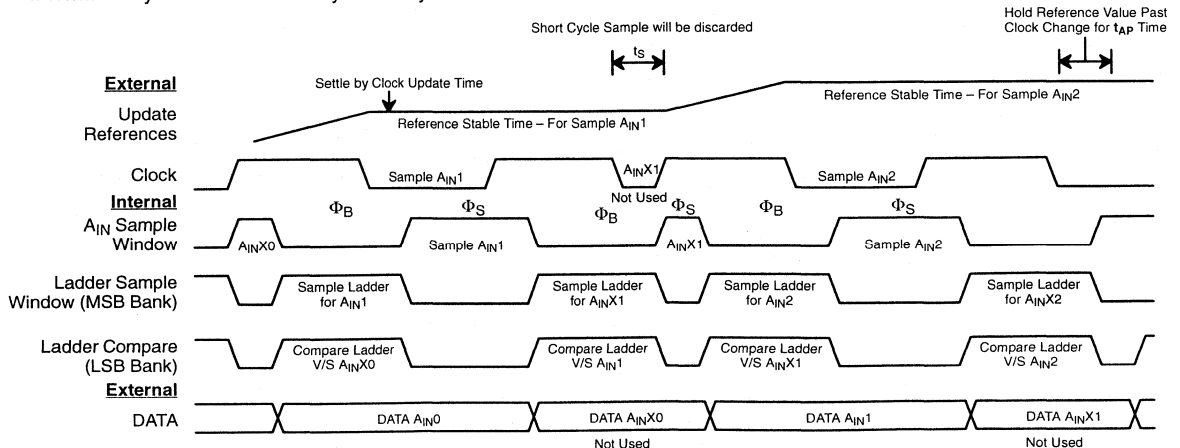 Short Cycle Sample will be discarded
Hold Reference Value Past
Clock Change for tAP Time
tS
External
Settle by Clock Update Time
Update
References
Reference Stable Time – For Sample AIN1
Reference Stable Time – For Sample AIN2
Clock
Sample AIN1
AINX1
Not Used
Sample AIN2
Internal
ΦB
ΦS
ΦB
ΦS
ΦB
ΦS
AIN Sample
Window
AINX0
Sample AIN1
AINX1
Sample AIN2
Ladder Sample
Window (MSB Bank)
Sample Ladder
for AIN1
Sample Ladder
for AINX1
Sample Ladder
for AIN2
Sample Ladder
for AINX2
Ladder Compare
(LSB Bank)
Compare Ladder
V/S AINX0
Compare Ladder
V/S AIN1
Compare Ladder
V/S AINX1
Compare Ladder
V/S AIN2
External
DATA
DATA AIN0
DATA AINX0
DATA AIN1
DATA AINX1
Not Used
Not Used